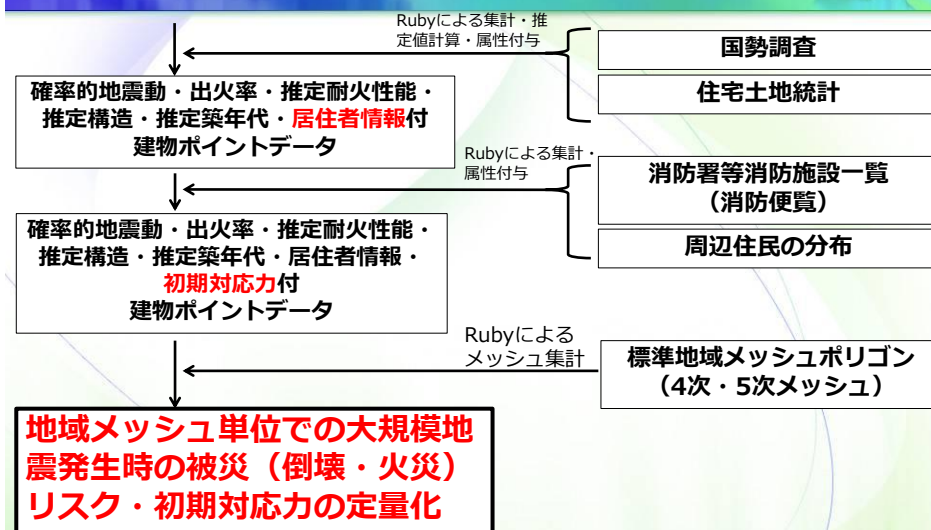 Rubyによる集計・推
定値計算・属性付与
国勢調査
住宅土地統計
確率的地震動・出火率・推定耐火性能・
推定構造・推定築年代・居住者情報付
建物ポイントデータ
Rubyによる集計・
属性付与
消防署等消防施設一覧
（消防便覧）
周辺住民の分布
確率的地震動・出火率・推定耐火性能・
推定構造・推定築年代・居住者情報・
初期対応力付
建物ポイントデータ
Rubyによる
メッシュ集計
標準地域メッシュポリゴン
（4次・5次メッシュ）
地域メッシュ単位での大規模地
震発生時の被災（倒壊・火災）
リスク・初期対応力の定量化